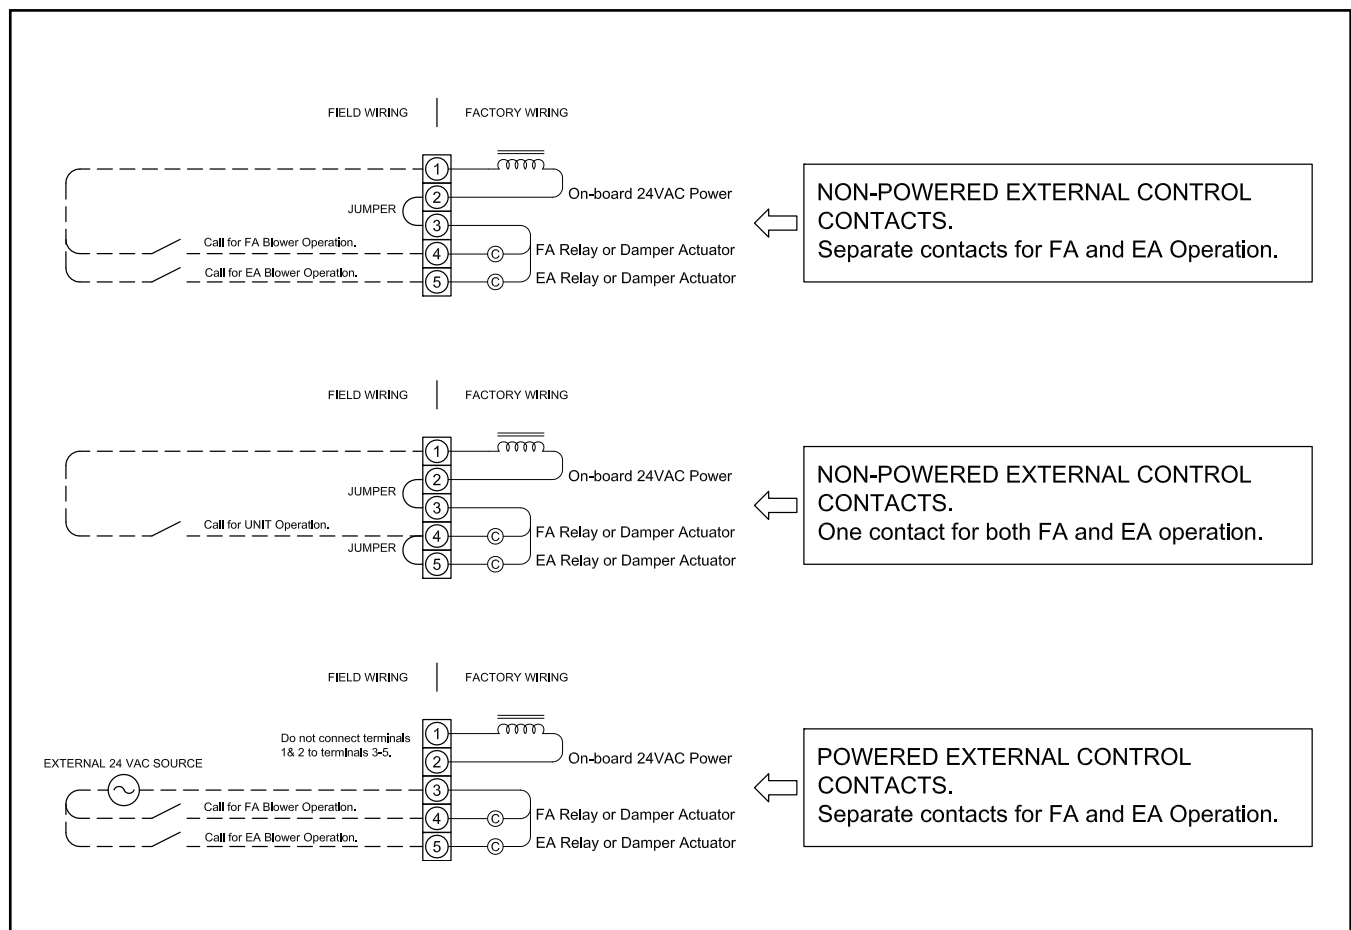 FIELD WIRING
FACTORY WIRING
1
2
On-board 24VAC Power
JUMPER
3
Call for FA Blower Operation.
4
C
FA Relay or Damper Actuator
Call for EA Blower Operation.
5
C
EA Relay or Damper Actuator
NON-POWERED EXTERNAL CONTROL
CONTACTS.
Separate contacts for FA and EA Operation.
FIELD WIRING
FACTORY WIRING
1
2
On-board 24VAC Power
JUMPER
3
Call for UNIT Operation.
4
C
FA Relay or Damper Actuator
JUMPER
5
C
EA Relay or Damper Actuator
NON-POWERED EXTERNAL CONTROL
CONTACTS.
One contact for both FA and EA operation.
FIELD WIRING
FACTORY WIRING
Do not connect terminals
1& 2 to terminals 3-5.
1
2
On-board 24VAC Power
EXTERNAL 24 VAC SOURCE
3
Call for FA Blower Operation.
4
C
FA Relay or Damper Actuator
Call for EA Blower Operation.
5
C
EA Relay or Damper Actuator
POWERED EXTERNAL CONTROL
CONTACTS.
Separate contacts for FA and EA Operation.